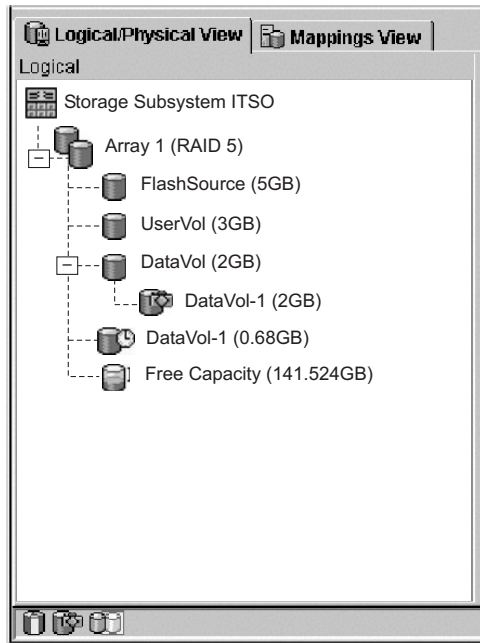 Logical/Physical View Mappings View
Logical
Storage Subsystem ITSO
Array 1 (RAID 5)
FlashSource (5GB)
UserVol (3GB)
DataVol (2GB)
DataVol-1 (2GB)
DataVol-1 (0.68GB)
Free Capacity (141.524GB)